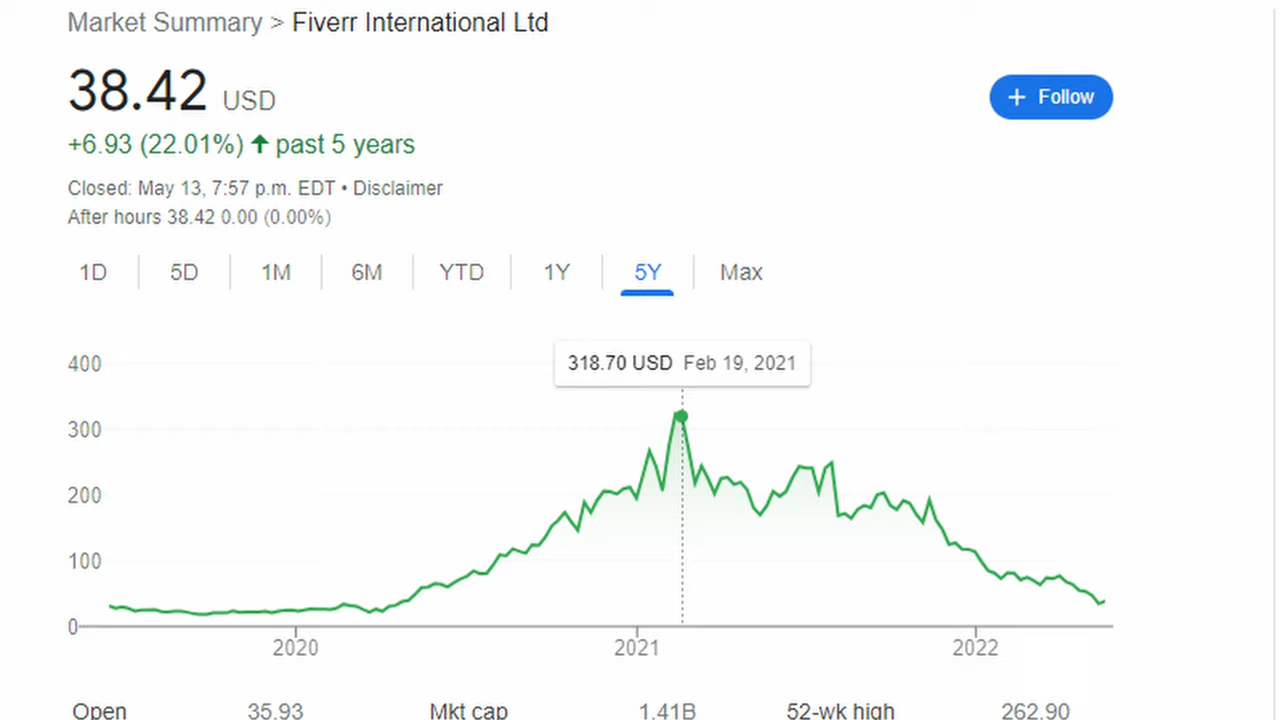 Market Summary > Fiverr International Ltd
38.42 USD
+ Follow
+6.93 (22.01%) ↑ past 5 years
Closed: May 13, 7:57 p.m. EDT • Disclaimer
After hours 38.42 0.00 (0.00%)
1D 5D 1M 6M YTD 1Y 5Y Max
318.70 USD Feb 19, 2021
400
300
200
100
0
2020 2021 2022
Open 35.93 Mkt cap 1.41B 52-wk high 262.90